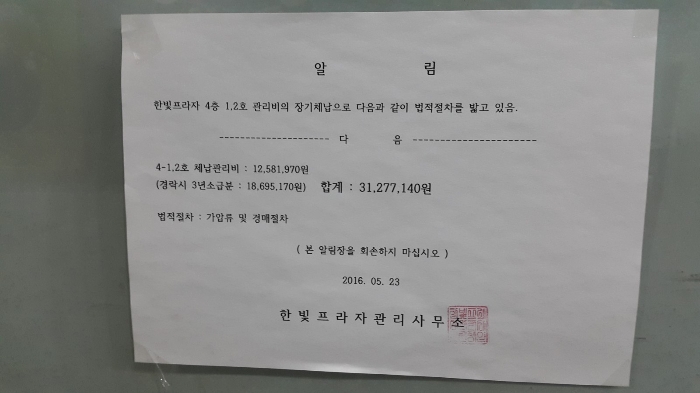 알 림
한빛프라자 4층 1,2호 관리비의 장기체납으로 다음과 같이 법적절차를 밟고 있음.
--------------------- 다 음 ------------------------
4-1,2호 체납관리비 : 12,581,970원
(경락시 3년소급분 : 18,695,170원) 합계 : 31,277,140원
법적절차 : 가압류 및 경매절차
( 본 알림장을 회손하지 마십시오 )
2016. 05. 23
한빛프라자관리사무소